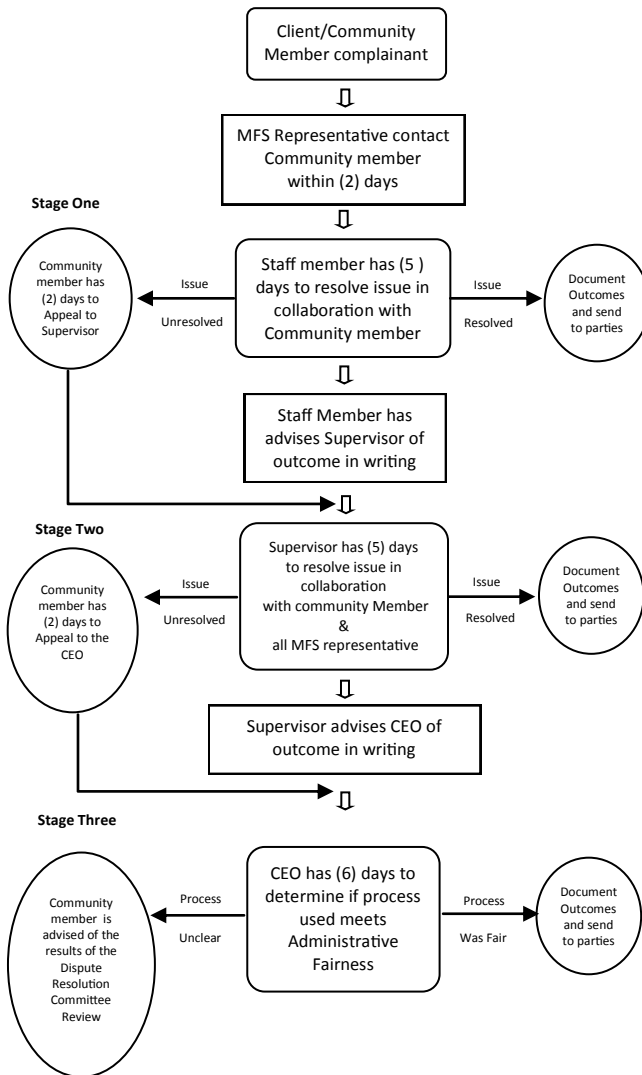 Client/Community
Member complainant
MFS Representative contact
Community member
within (2) days
Stage One
Community
member has
(2) days to
Appeal to
Supervisor
Issue
Unresolved
Staff member has (5 )
days to resolve issue in
collaboration with
Community member
Issue
Resolved
Document
Outcomes
and send
to parties
Staff Member has
advises Supervisor of
outcome in writing
Stage Two
Community
member has
(2) days to
Appeal to the
CEO
Issue
Unresolved
Supervisor has (5) days
to resolve issue in
collaboration
with community Member
&
all MFS representative
Issue
Resolved
Document
Outcomes
and send
to parties
Supervisor advises CEO of
outcome in writing
Stage Three
Community
member is
advised of the
results of the
Dispute
Resolution
Committee
Review
Process
Unclear
CEO has (6) days to
determine if process
used meets
Administrative
Fairness
Process
Was Fair
Document
Outcomes
and send
to parties